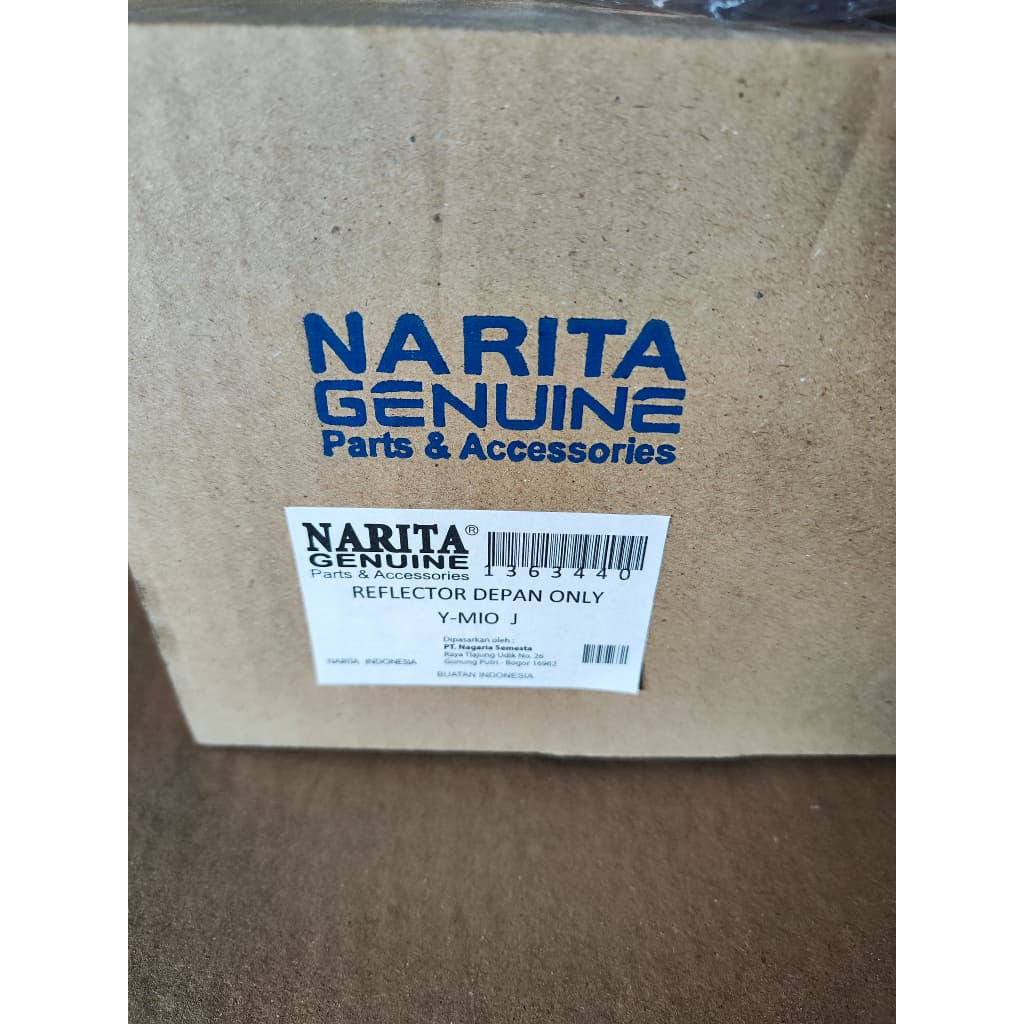 NARITA
GENUINE
Parts & Accessories
NARITA®
GENUINE
Parts & Accessories
1363440
REFLECTOR DEPAN ONLY
Y-MIO J
Dipasarkan oleh :
PT. Nagaria Semesta
Raya Tlajung Udik No. 26
Gunung Putri - Bogor 16962
NARITA INDONESIA
BUATAN INDONESIA